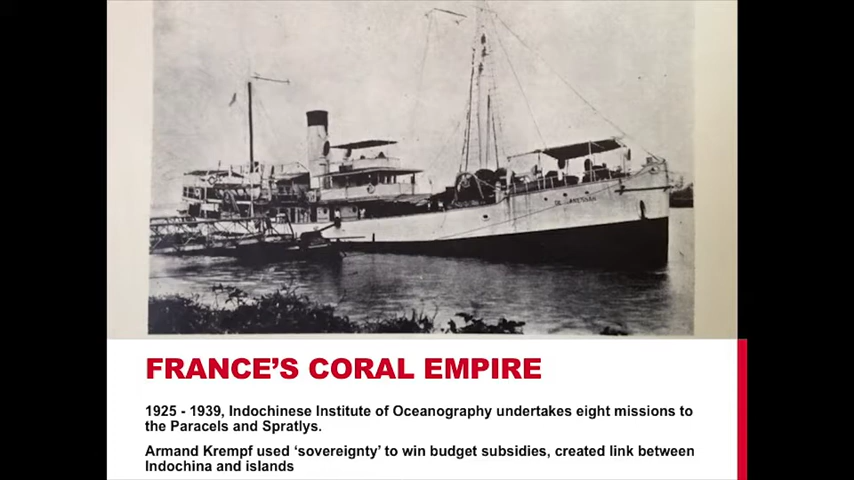 FRANCE'S CORAL EMPIRE
1925 - 1939, Indochinese Institute of Oceanography undertakes eight missions to
the Paracels and Spratlys.
Armand Krempf used 'sovereignty' to win budget subsidies, created link between
Indochina and islands